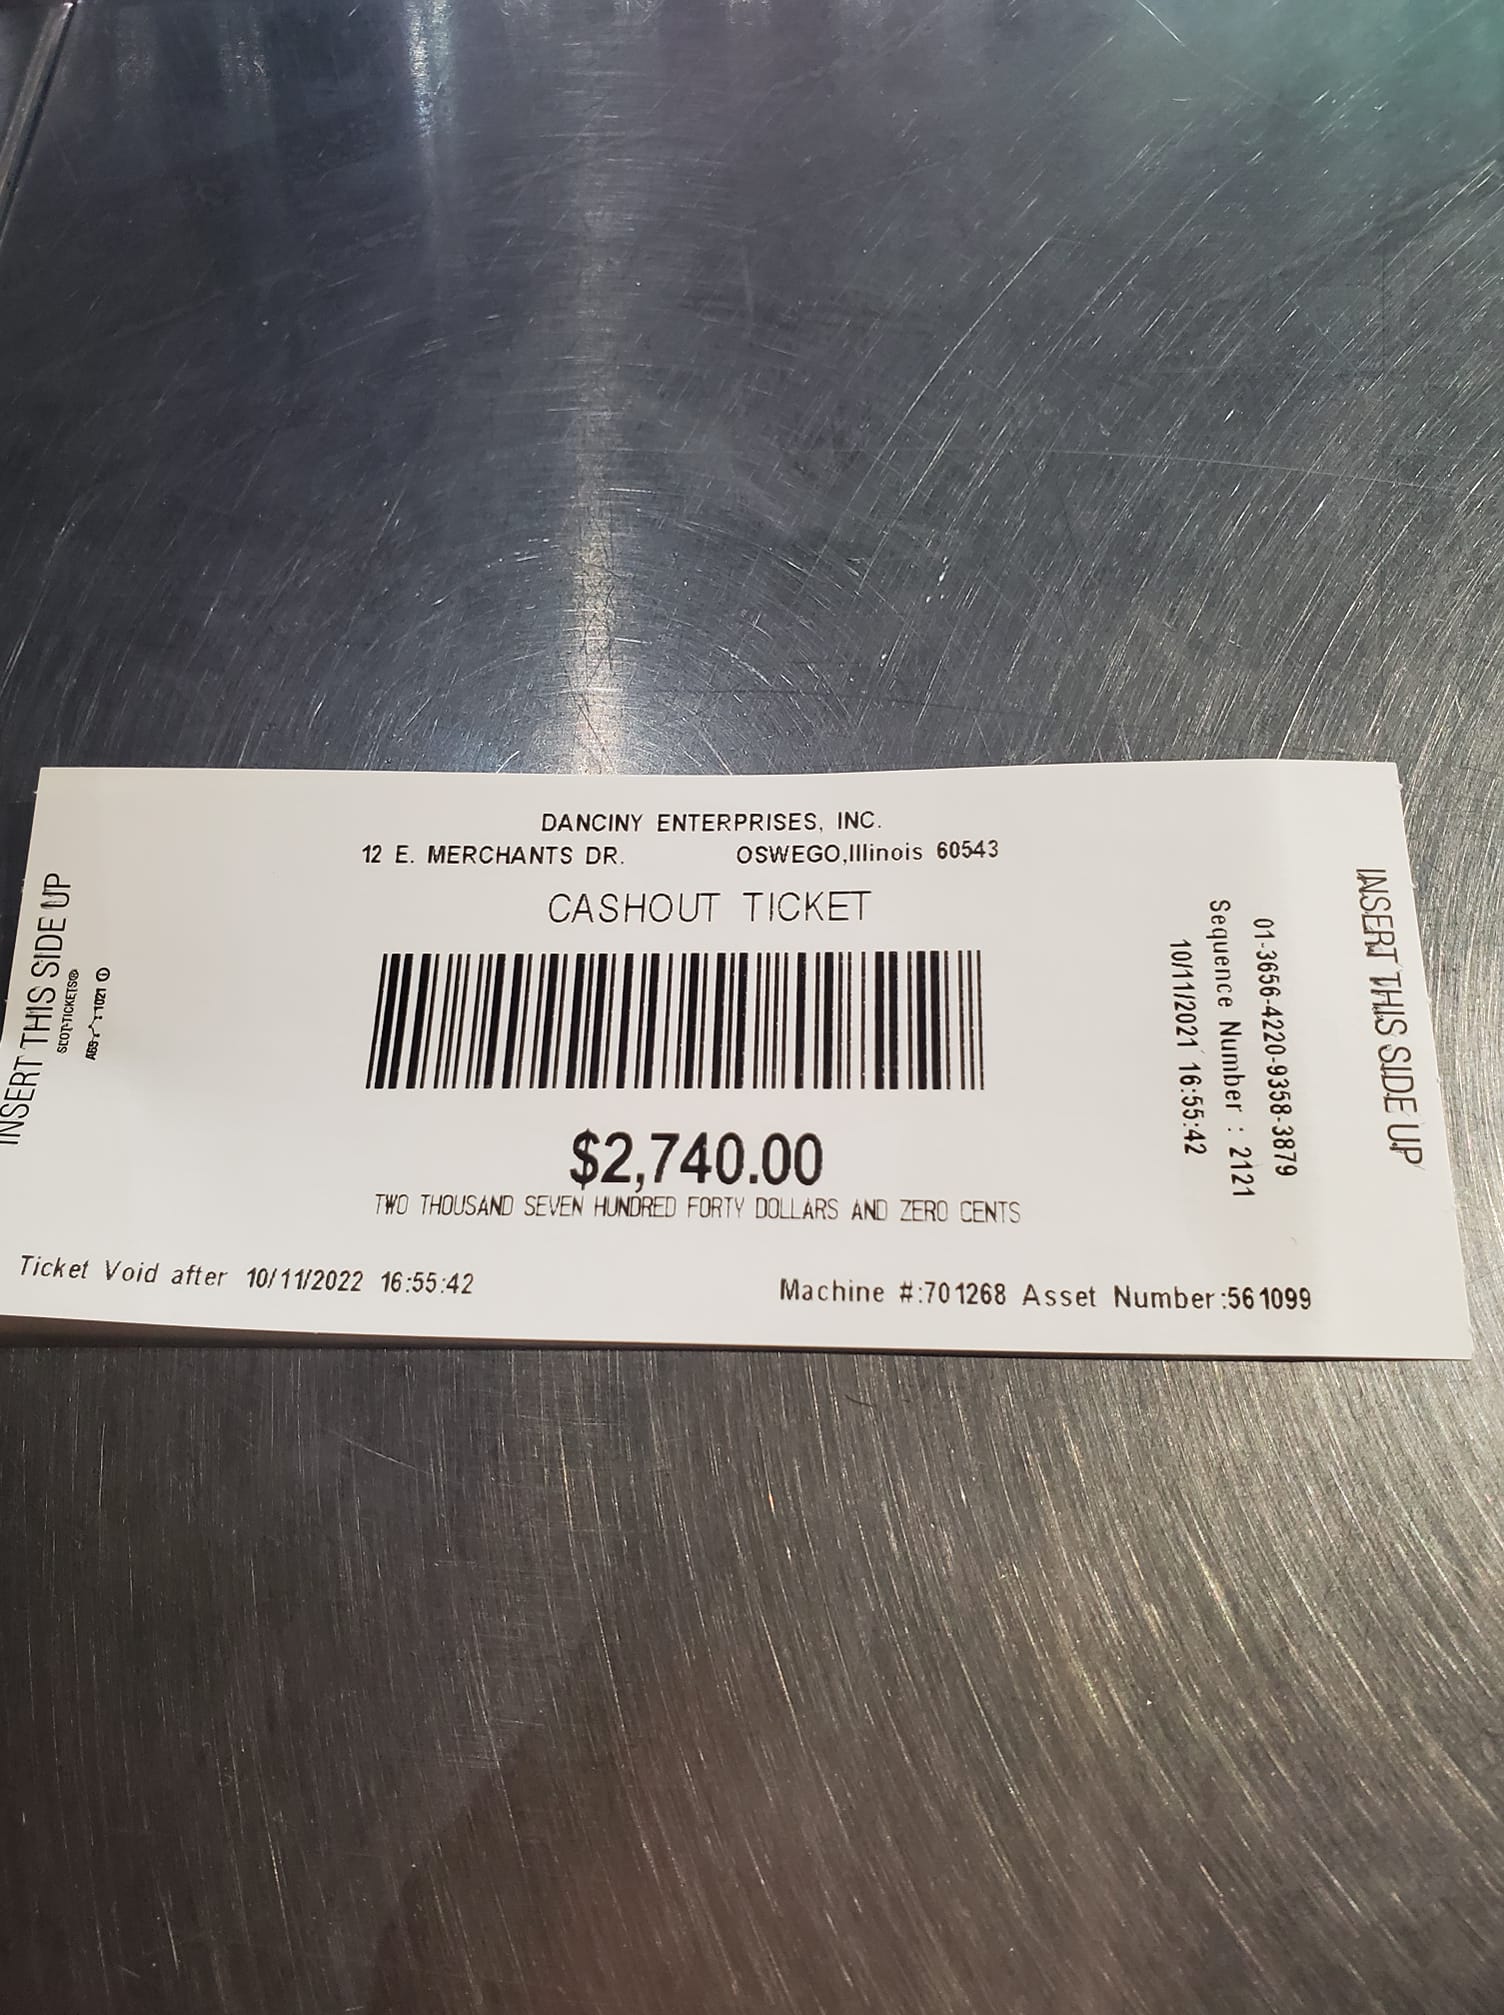 DANCINY ENTERPRISES, INC.
12 E. MERCHANTS DR. OSWEGO,Illinois 60543
CASHOUT TICKET
$2,740.00
TWO THOUSAND SEVEN HUNDRED FORTY DOLLARS AND ZERO CENTS
Ticket Void after 10/11/2022 16:55:42
Machine #:701268 Asset Number:561099
INSERT THIS SIDE UP
SLOT-TICKETS®
1021
10/11/2021 16:55:42
Sequence Number : 2121
01-3656-4220-9358-3879
INSERT THIS SIDE UP